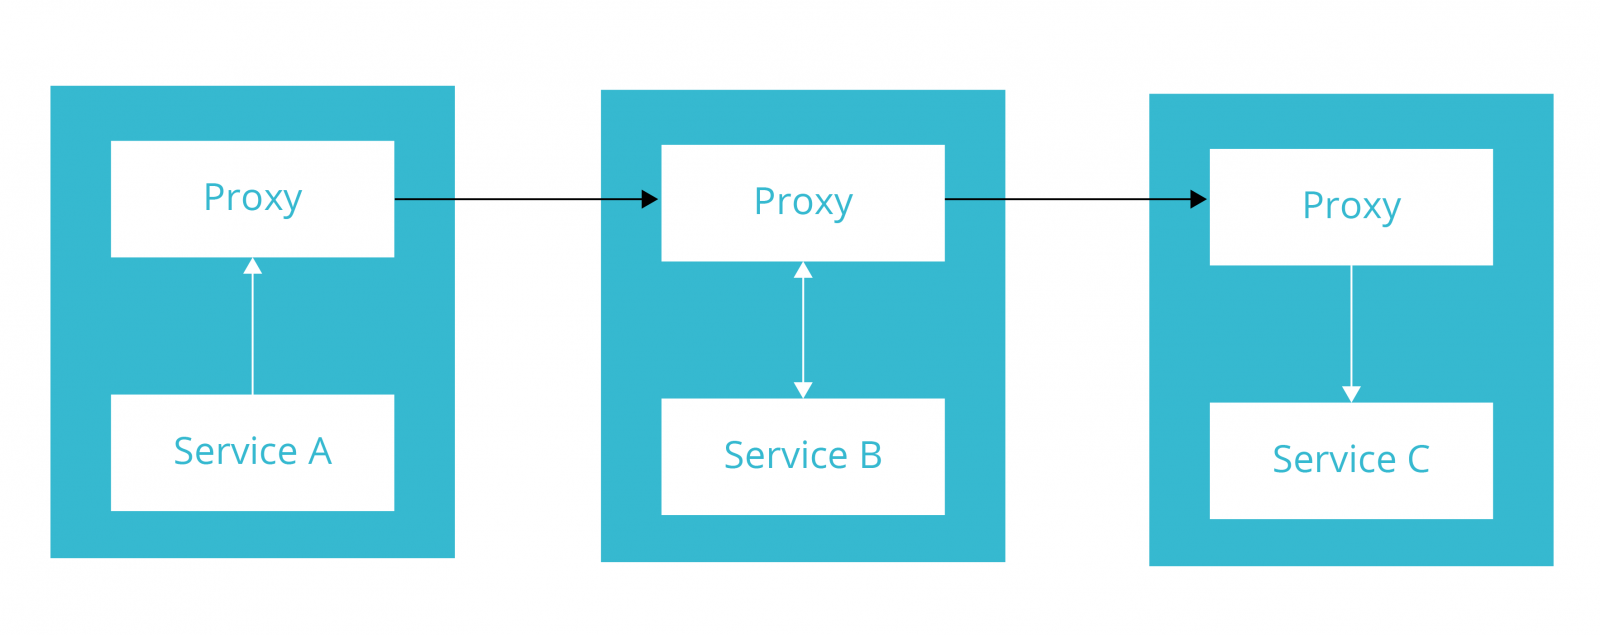 Proxy
Proxy
Proxy
Service A
Service B
Service C